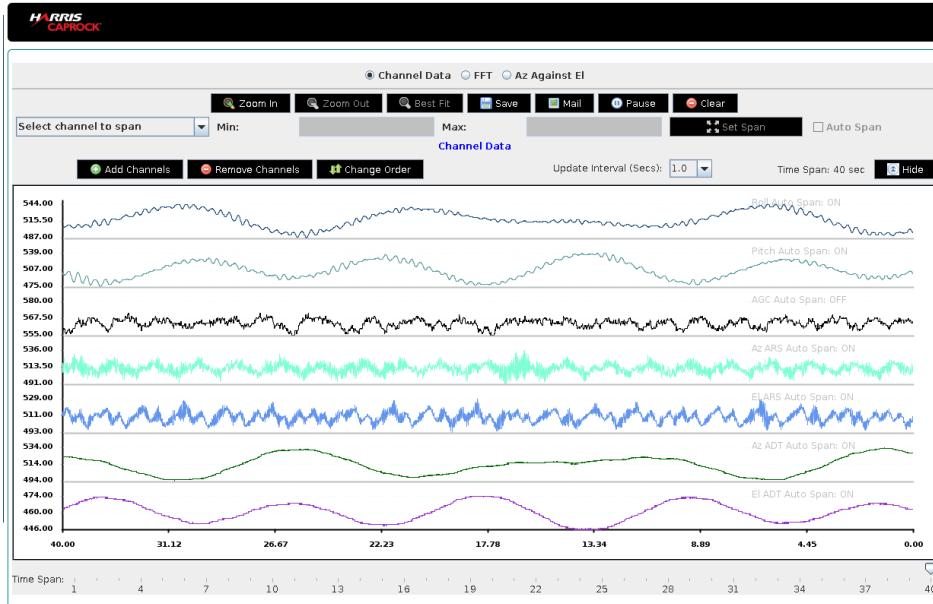 HARRIS
CAPROCK
Channel Data FFT Az Against El
Zoom In Zoom Out Best Fit Save Mail Pause Clear
Select channel to span Min: Max: Set Span Auto Span
Channel Data
Add Channels Remove Channels Change Order Update Interval (Secs): 1.0 Time Span: 40 sec Hide
544.00
Roll Auto Span: ON
515.50
487.00
539.00
Pitch Auto Span: ON
507.00
475.00
580.00
AGC Auto Span: OFF
567.50
555.00
536.00
Az ARS Auto Span: ON
513.50
491.00
529.00
El ARS Auto Span: ON
511.00
493.00
534.00
Az ADT Auto Span: ON
514.00
494.00
474.00
El ADT Auto Span: ON
460.00
446.00
40.00 31.12 26.67 22.23 17.78 13.34 8.89 4.45 0.00
Time Span:
1 4 7 10 13 16 19 22 25 28 31 34 37 40